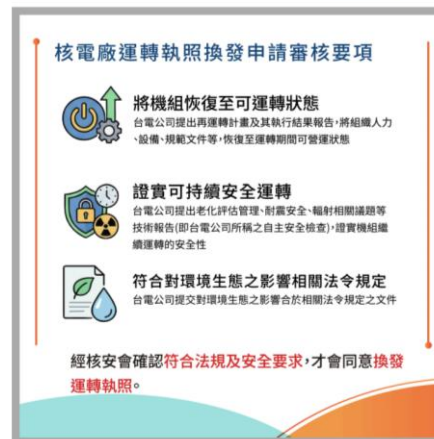 核電廠運轉執照換發申請審核要項
將機組恢復至可運轉狀態
台電公司提出再運轉計畫及其執行結果報告,將組織人力
、設備、規範文件等,恢復至運轉期間可營運狀態
證實可持續安全運轉
台電公司提出老化評估管理、耐震安全、輻射相關議題等
技術報告(即台電公司所稱之自主安全檢查),證實機組繼
續運轉的安全性
符合對環境生態之影響相關法令規定
台電公司提交對環境生態之影響合於相關法令規定之文件
經核安會確認符合法規及安全要求,才會同意換發
運轉執照。